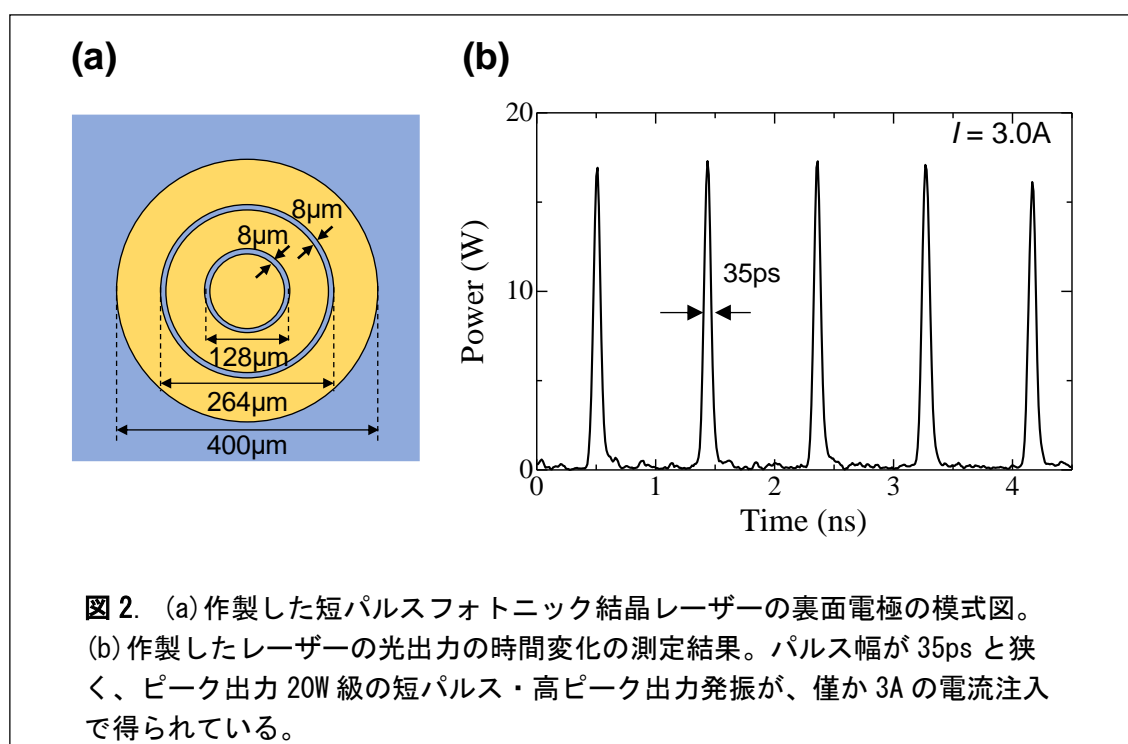 (a)
(b)
8µm
8µm
128µm
264µm
400µm
I = 3.0A
20
10
0
Power (W)
35ps
0
1
2
3
4
Time (ns)
図 2. (a)作製した短パルスフォトニック結晶レーザーの裏面電極の模式図。
(b)作製したレーザーの光出力の時間変化の測定結果。パルス幅が 35ps と狭
く、ピーク出力 20W 級の短パルス・高ピーク出力発振が、僅か 3A の電流注入
で得られている。